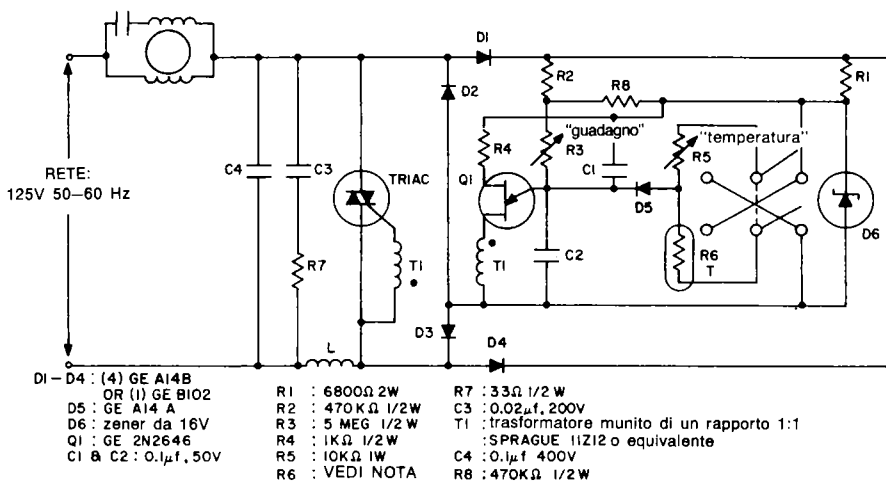 D1
R2
R8
R1
D2
"guadagno"
"temperatura"
R4
R3
R5
RETE:
125V 50–60 Hz
C4
C3
TRIAC
Q1
C1
D5
D6
R7
T1
T1
C2
R6
T
D3
L
D4
D1–D4 : (4) GE A14B
OR (1) GE B102
D5 : GE A14 A
D6 : zener da 16V
Q1 : GE 2N2646
C1 & C2 : 0.1µf, 50V
R1 : 6800Ω 2W
R2 : 470KΩ 1/2W
R3 : 5 MEG 1/2W
R4 : 1KΩ 1/2W
R5 : 10KΩ 1W
R6 : VEDI NOTA
R7 : 33Ω 1/2 W
C3 : 0.02µf, 200V
T1 : trasformatore munito di un rapporto 1:1
: SPRAGUE 11Z12 o equivalente
C4 : 0.1µf 400V
R8 : 470KΩ 1/2W